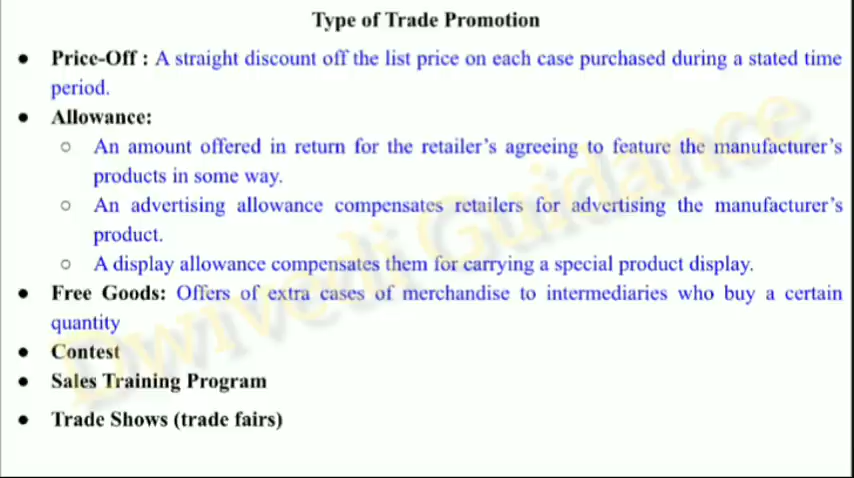 Type of Trade Promotion
● Price-Off : A straight discount off the list price on each case purchased during a stated time
period.
● Allowance:
○ An amount offered in return for the retailer's agreeing to feature the manufacturer's
products in some way.
○ An advertising allowance compensates retailers for advertising the manufacturer's
product.
○ A display allowance compensates them for carrying a special product display.
● Free Goods: Offers of extra cases of merchandise to intermediaries who buy a certain
quantity
● Contest
● Sales Training Program
● Trade Shows (trade fairs)
Dwivedi Guidance